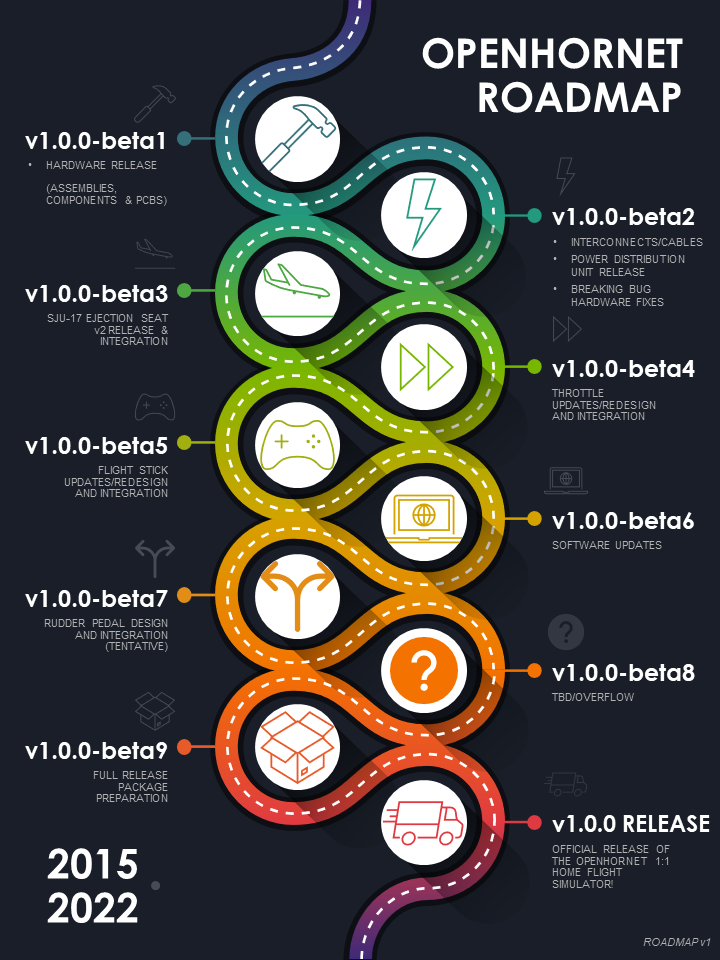 OPENHORNET
ROADMAP
v1.0.0-beta1
• HARDWARE RELEASE
(ASSEMBLIES,
COMPONENTS & PCBS)
v1.0.0-beta2
• INTERCONNECTS/CABLES
• POWER DISTRIBUTION
UNIT RELEASE
• BREAKING BUG
HARDWARE FIXES
v1.0.0-beta3
SJU-17 EJECTION SEAT
v2 RELEASE &
INTEGRATION
v1.0.0-beta4
THROTTLE
UPDATES/REDESIGN
AND INTEGRATION
v1.0.0-beta5
FLIGHT STICK
UPDATES/REDESIGN
AND INTEGRATION
v1.0.0-beta6
SOFTWARE UPDATES
v1.0.0-beta7
RUDDER PEDAL DESIGN
AND INTEGRATION
(TENTATIVE)
?
?
v1.0.0-beta8
TBD/OVERFLOW
v1.0.0-beta9
FULL RELEASE
PACKAGE
PREPARATION
v1.0.0 RELEASE
OFFICIAL RELEASE OF
THE OPENHORNET 1:1
HOME FLIGHT
SIMULATOR!
2015
2022
ROADMAP v1